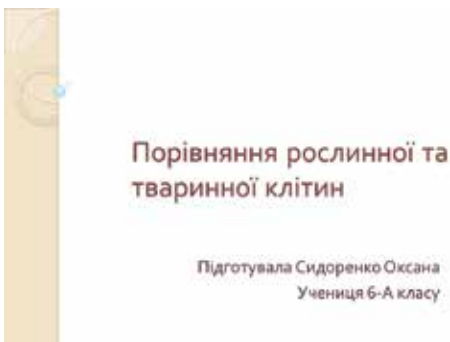 Порівняння рослинної та
тваринної клітин
Підготувала Сидоренко Оксана
Учениця 6-А класу